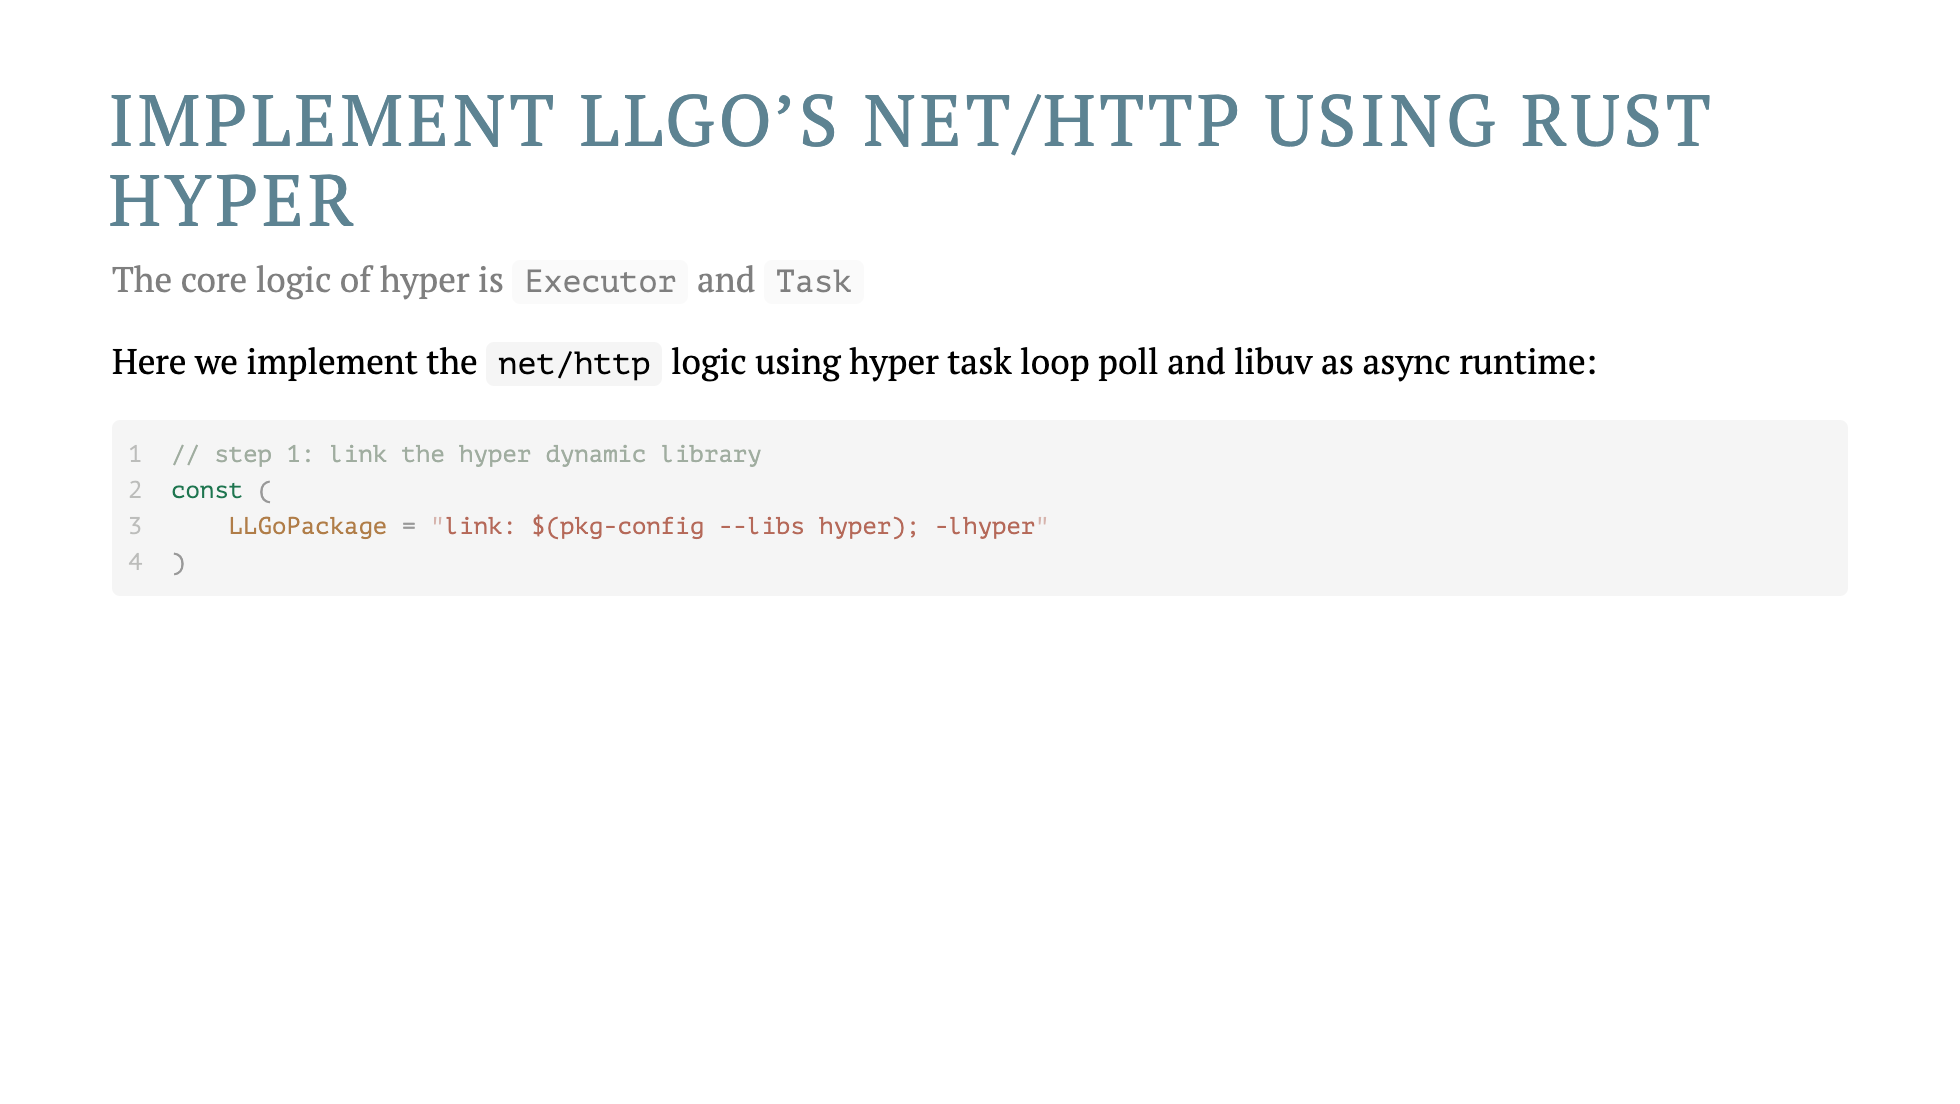 IMPLEMENT LLGO’S NET/HTTP USING RUST
HYPER
The core logic of hyper is Executor and Task
Here we implement the net/http logic using hyper task loop poll and libuv as async runtime:
1 // step 1: link the hyper dynamic library
2 const (
3     LLGoPackage = "link: $(pkg-config --libs hyper); -lhyper"
4 )